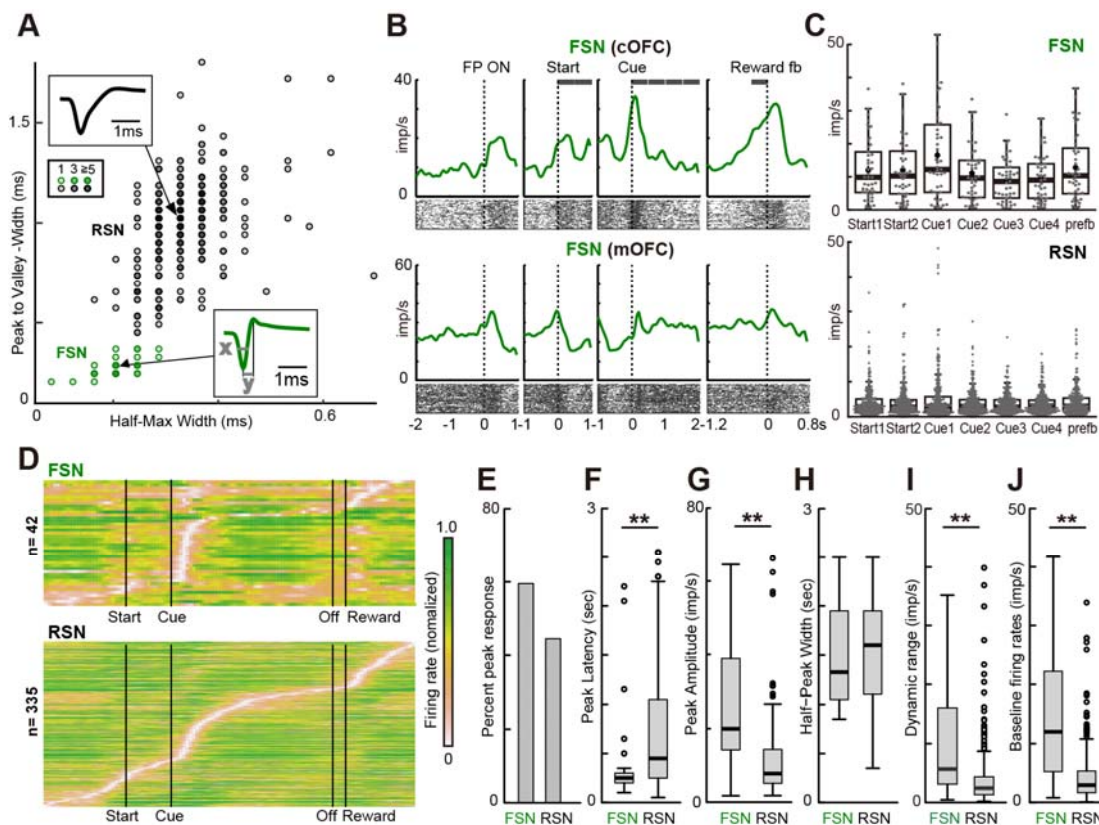 A
Peak to Valley -Width (ms)
1.5
0
1ms
1 3 ≥5
RSN
FSN
x
y
1ms
0
0.6
Half-Max Width (ms)
B
FSN (cOFC)
FP ON
Start
Cue
Reward fb
40
imp/s
0
FSN (mOFC)
60
imp/s
0
-2 -1 0 1 -1 0 1 -1 0 1 2 -1.2 0 0.8s
C
FSN
50
imp/s
0
Start1 Start2 Cue1 Cue2 Cue3 Cue4 prefb
RSN
50
imp/s
0
Start1 Start2 Cue1 Cue2 Cue3 Cue4 prefb
D
FSN
n= 42
Start Cue Off Reward
RSN
n= 335
Start Cue Off Reward
1.0
Firing rate (normalized)
0
E
80
Percent peak response
0
FSN RSN
F
3
**
Peak Latency (sec)
0
FSN RSN
G
80
**
Peak Amplitude (imp/s)
0
FSN RSN
H
3
Half-Peak Width (sec)
0
FSN RSN
I
50
**
Dynamic range (imp/s)
0
FSN RSN
J
50
**
Baseline firing rates (imp/s)
0
FSN RSN